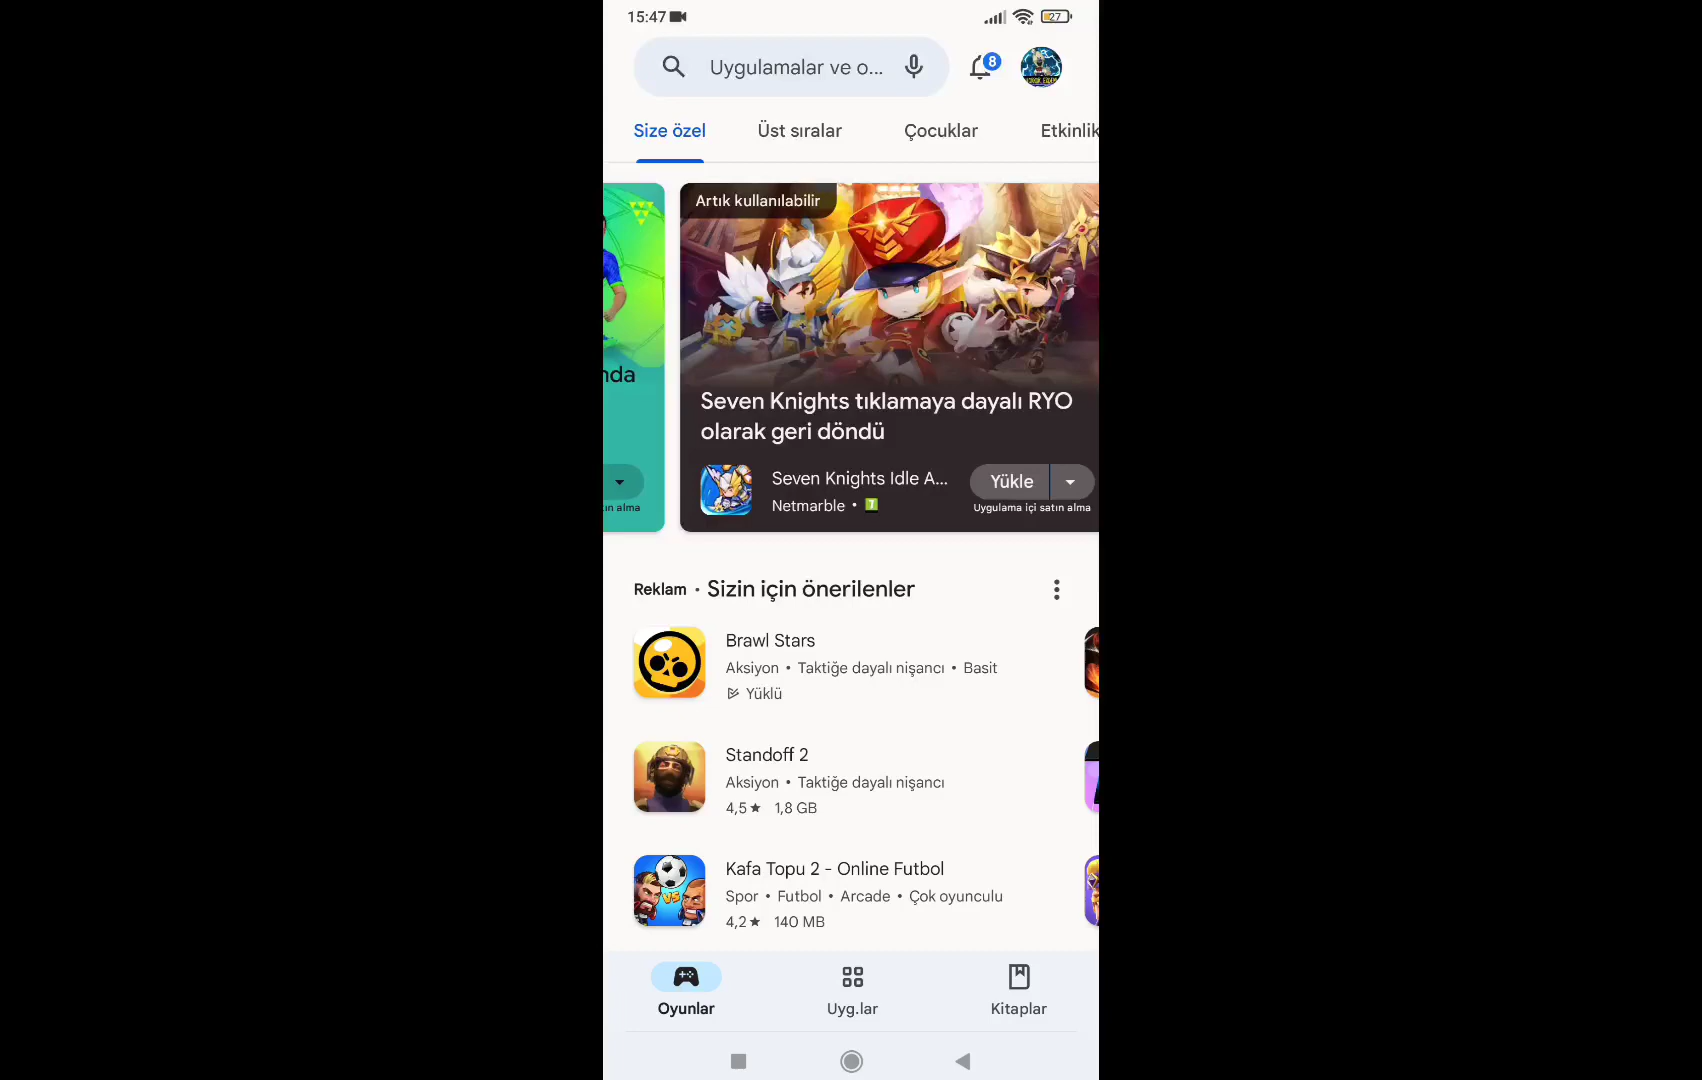 15:47
27
Uygulamalar ve o...
8
Size özel
Üst sıralar
Çocuklar
Etkinlik
nda
ın alma
Artık kullanılabilir
Seven Knights tıklamaya dayalı RYO
olarak geri döndü
Seven Knights Idle A...
Netmarble • 7
Yükle
Uygulama içi satın alma
Reklam • Sizin için önerilenler
Brawl Stars
Aksiyon • Taktiğe dayalı nişancı • Basit
Yüklü
Standoff 2
Aksiyon • Taktiğe dayalı nişancı
4,5★ 1,8 GB
VS
Kafa Topu 2 - Online Futbol
Spor • Futbol • Arcade • Çok oyunculu
4,2★ 140 MB
Oyunlar
Uyg.lar
Kitaplar